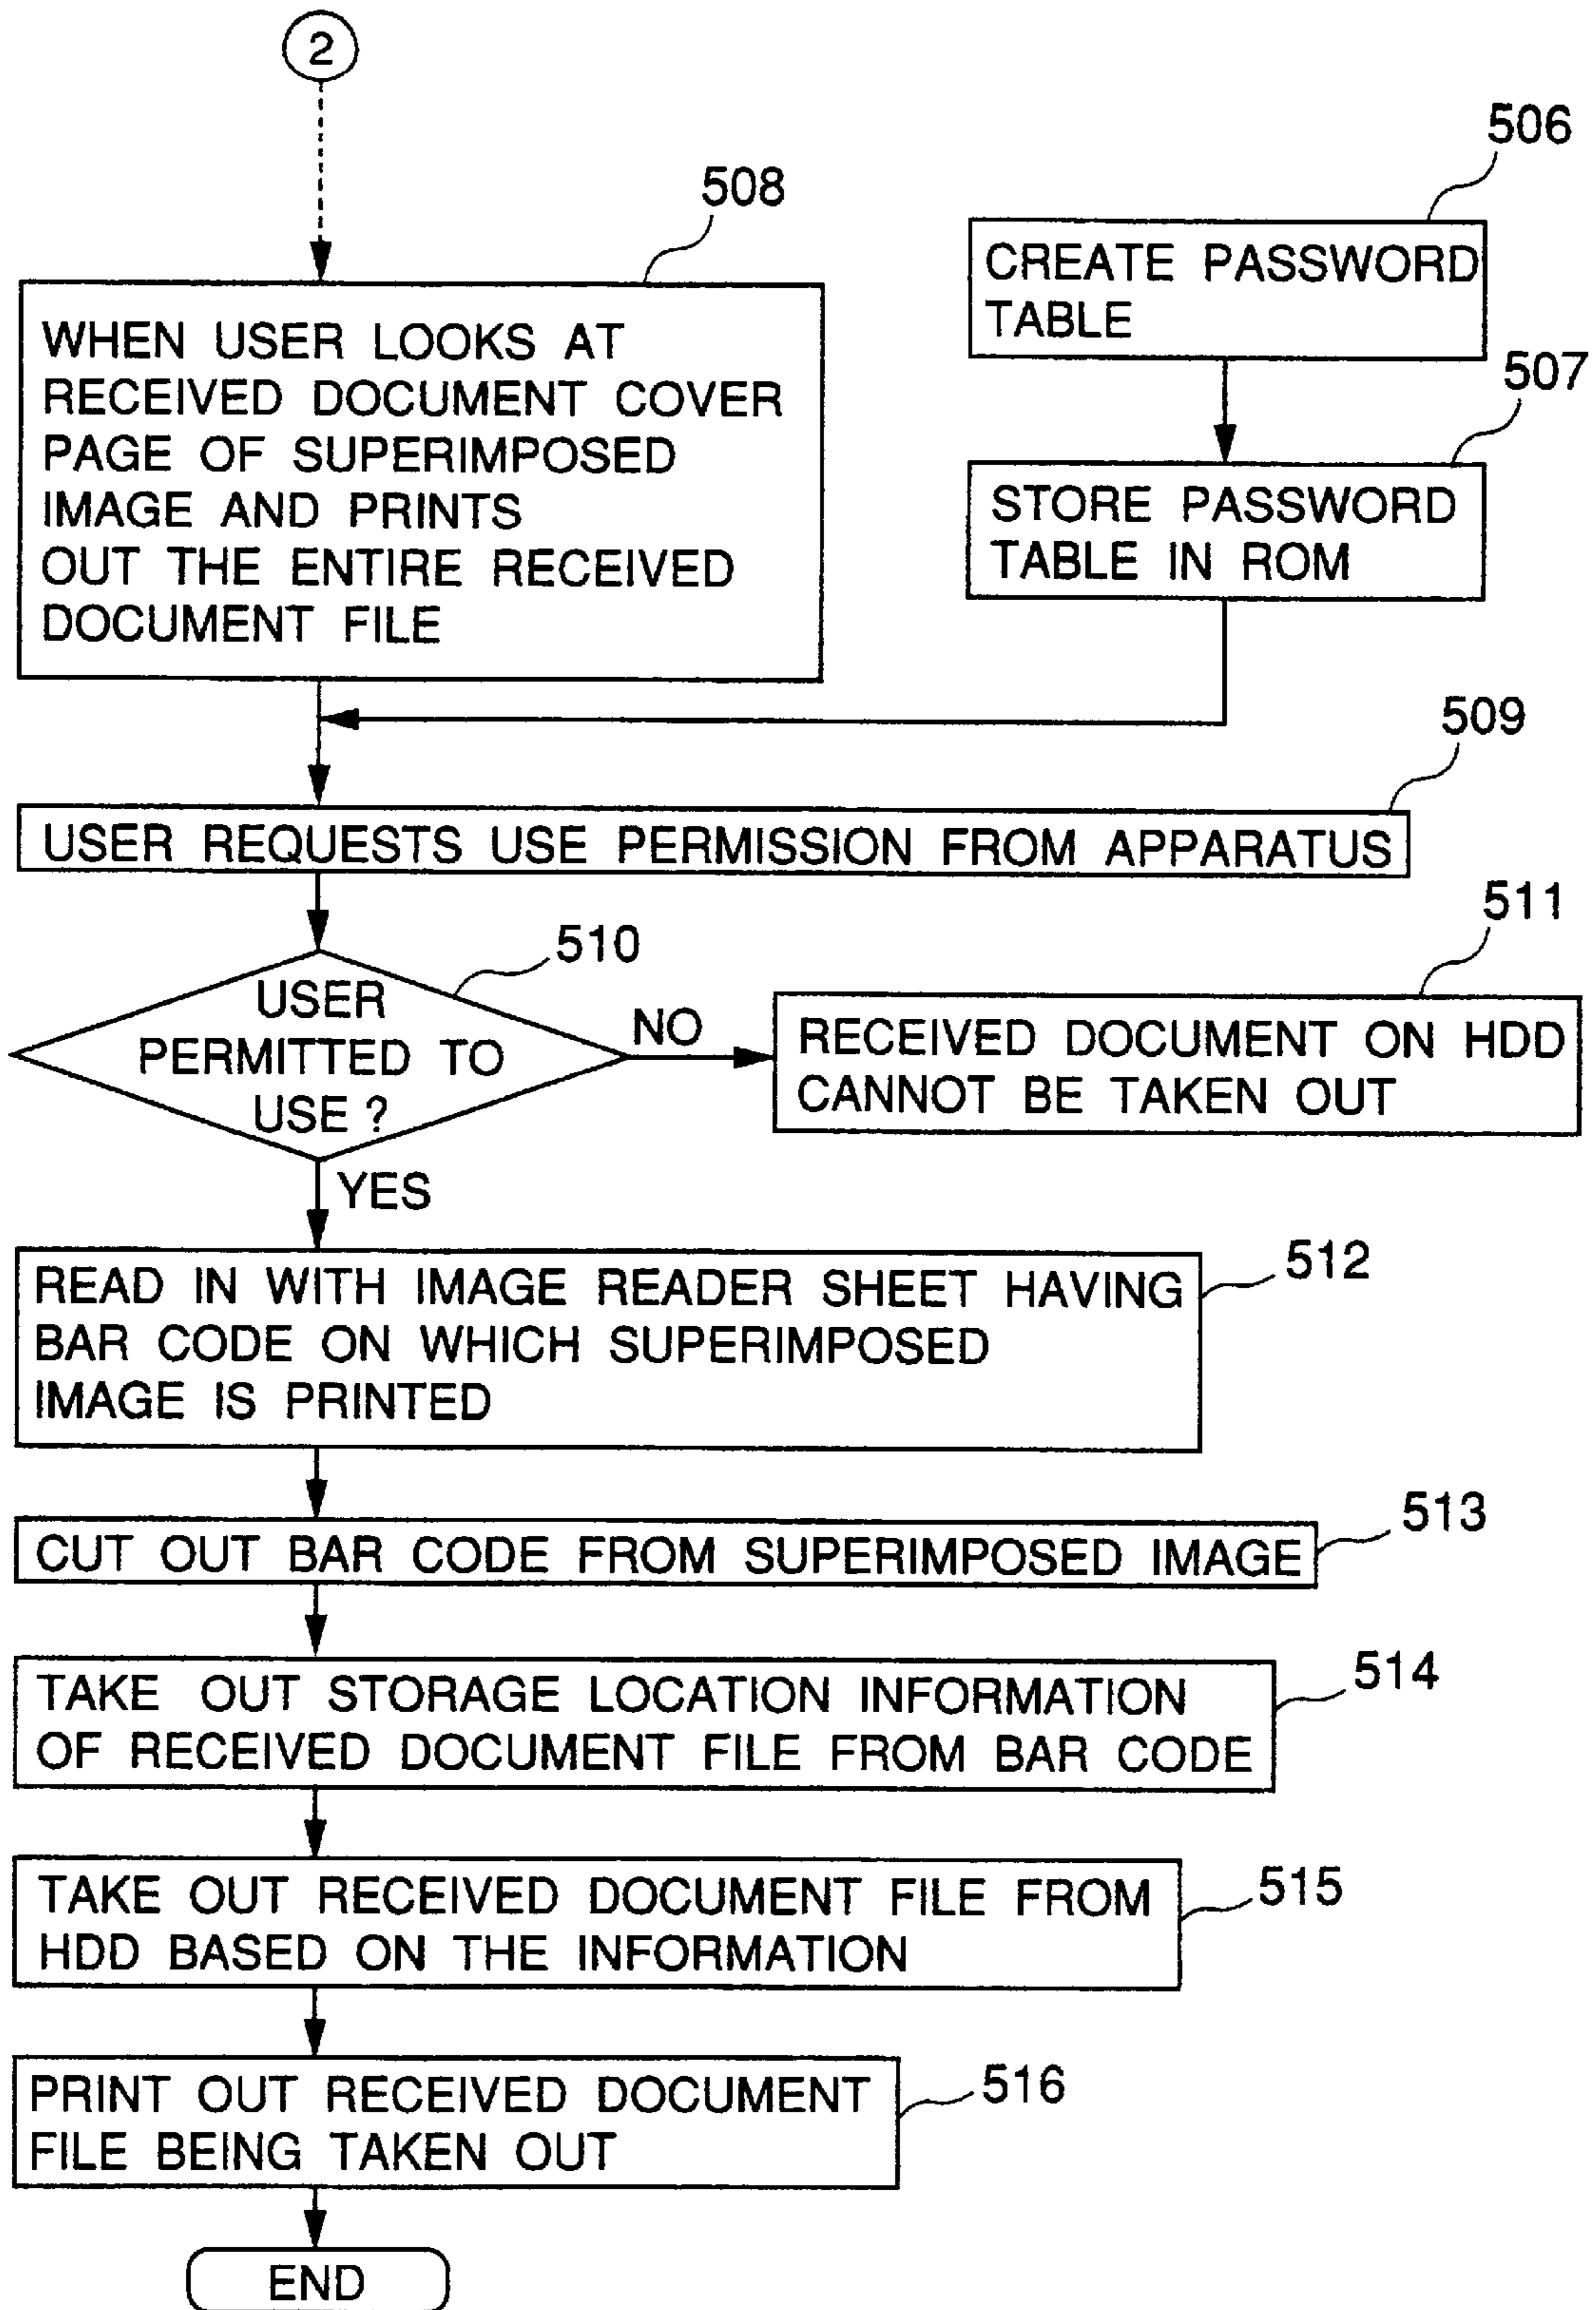 2
506
508
CREATE PASSWORD
TABLE
WHEN USER LOOKS AT
RECEIVED DOCUMENT COVER
PAGE OF SUPERIMPOSED
IMAGE AND PRINTS
OUT THE ENTIRE RECEIVED
DOCUMENT FILE
507
STORE PASSWORD
TABLE IN ROM
509
USER REQUESTS USE PERMISSION FROM APPARATUS
511
510
USER
PERMITTED TO
USE ?
NO
RECEIVED DOCUMENT ON HDD
CANNOT BE TAKEN OUT
YES
512
READ IN WITH IMAGE READER SHEET HAVING
BAR CODE ON WHICH SUPERIMPOSED
IMAGE IS PRINTED
513
CUT OUT BAR CODE FROM SUPERIMPOSED IMAGE
514
TAKE OUT STORAGE LOCATION INFORMATION
OF RECEIVED DOCUMENT FILE FROM BAR CODE
515
TAKE OUT RECEIVED DOCUMENT FILE FROM
HDD BASED ON THE INFORMATION
516
PRINT OUT RECEIVED DOCUMENT
FILE BEING TAKEN OUT
END